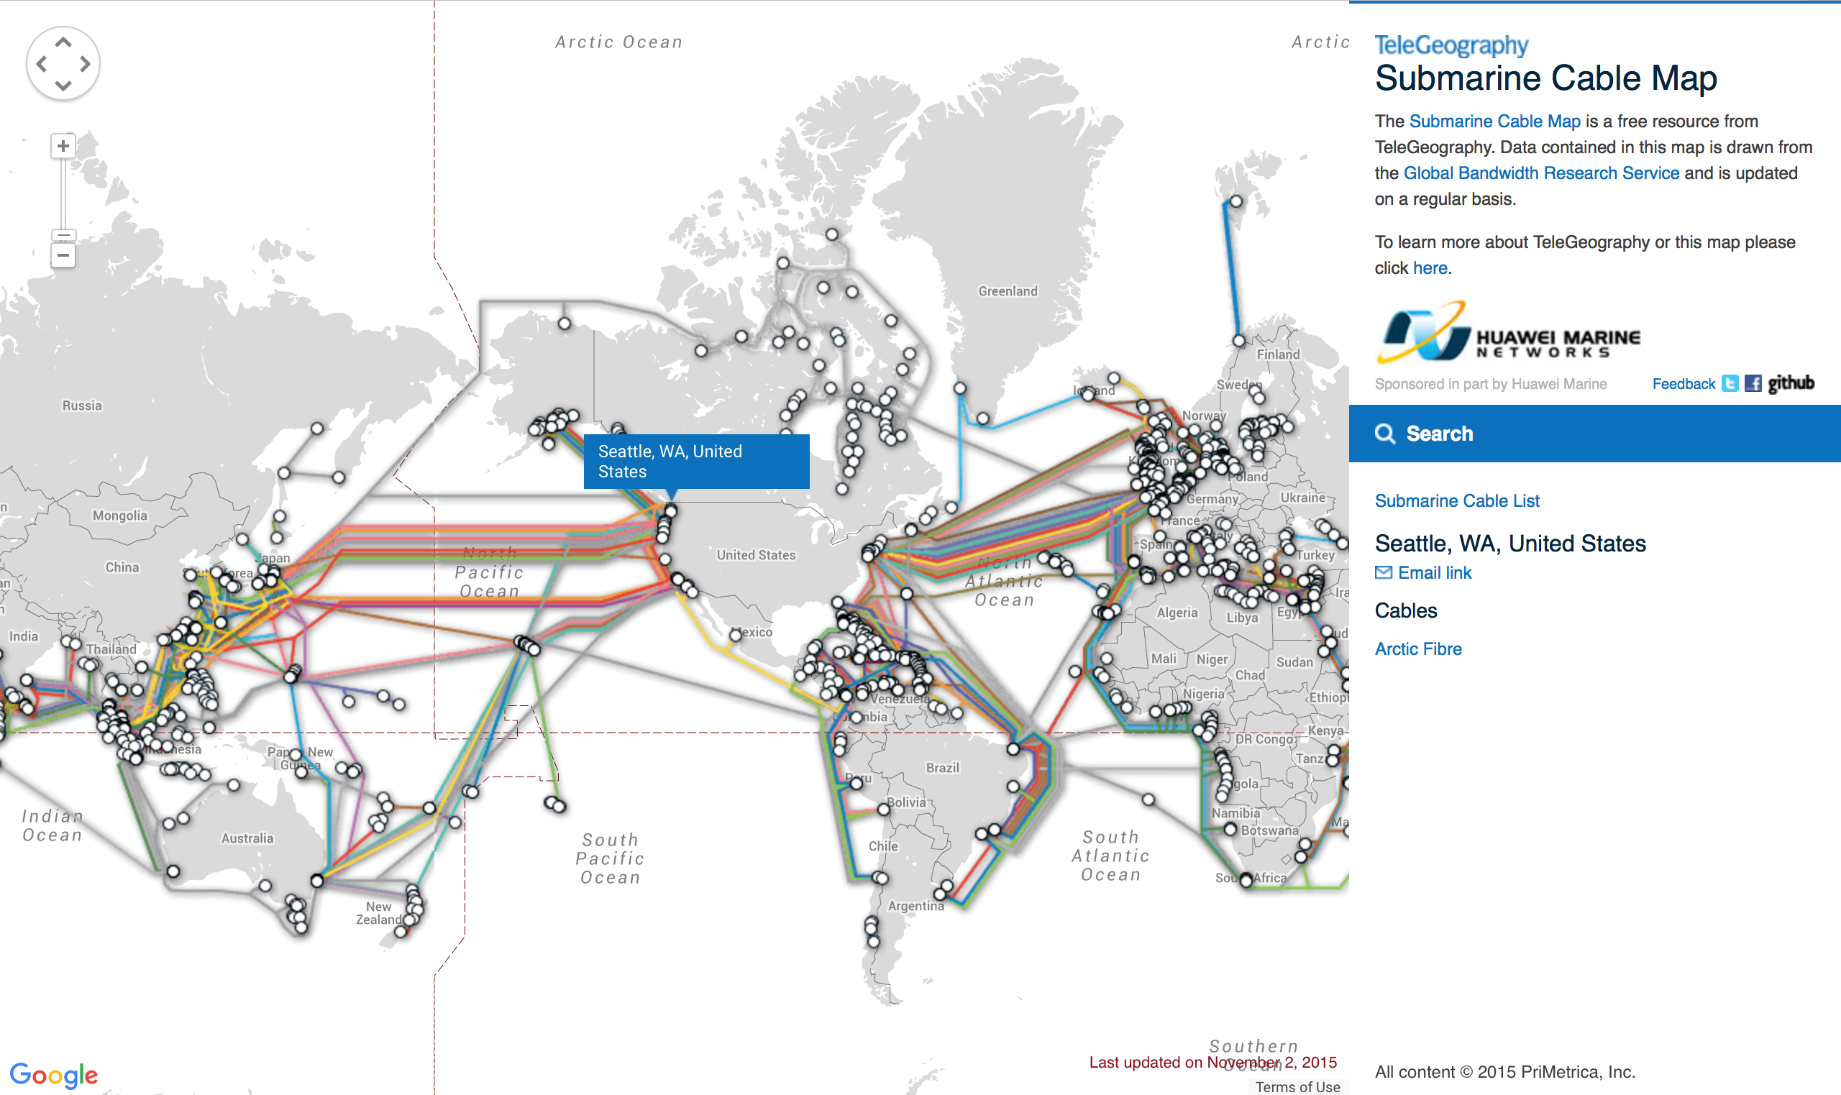 Arctic Ocean
Arctic
Greenland
Finland
Sweden
Norway
Russia
Seattle, WA, United
States
Poland
Germany
Ukraine
France
Mongolia
Japan
North
Pacific
Ocean
United States
North
Atlantic
Ocean
Spain
Turkey
China
Algeria
Libya
India
Thailand
Mexico
Mali
Niger
Chad
Sudan
Nigeria
Ethiop
Venezuela
DR Congo
Kenya
Papua New
Guinea
Brazil
Peru
Bolivia
Namibia
Botswana
Indian
Ocean
Australia
South
Pacific
Ocean
Chile
South
Atlantic
Ocean
South Africa
New
Zealand
Argentina
Southern
Ocean
Last updated on November 2, 2015
Google
Terms of Use
TeleGeography
Submarine Cable Map
The Submarine Cable Map is a free resource from
TeleGeography. Data contained in this map is drawn from
the Global Bandwidth Research Service and is updated
on a regular basis.
To learn more about TeleGeography or this map please
click here.
HUAWEI MARINE
NETWORKS
Sponsored in part by Huawei Marine
Feedback
github
Search
Submarine Cable List
Seattle, WA, United States
Email link
Cables
Arctic Fibre
All content © 2015 PriMetrica, Inc.